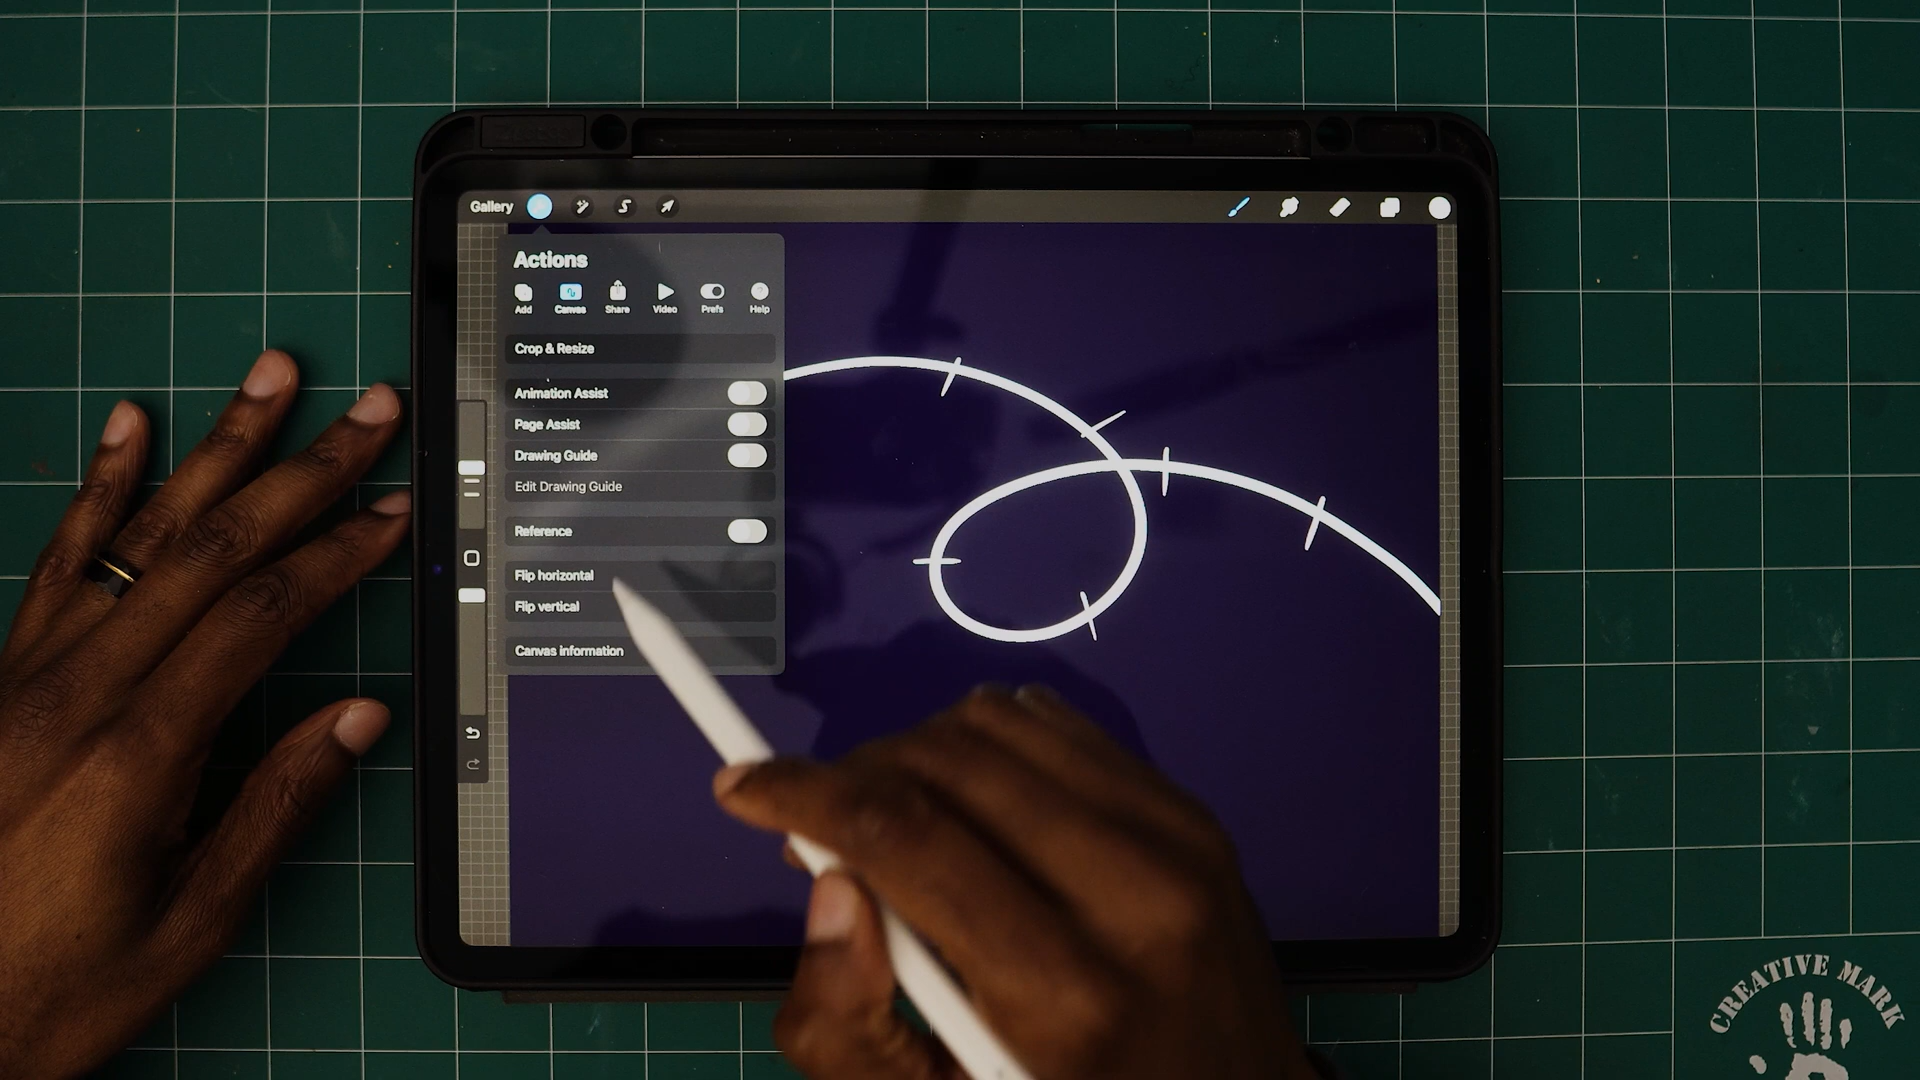 Gallery
Actions
Add Canvas Share Video Prefs Help
Crop & Resize
Animation Assist
Page Assist
Drawing Guide
Edit Drawing Guide
Reference
Flip horizontal
Flip vertical
Canvas information
CREATIVE MARK